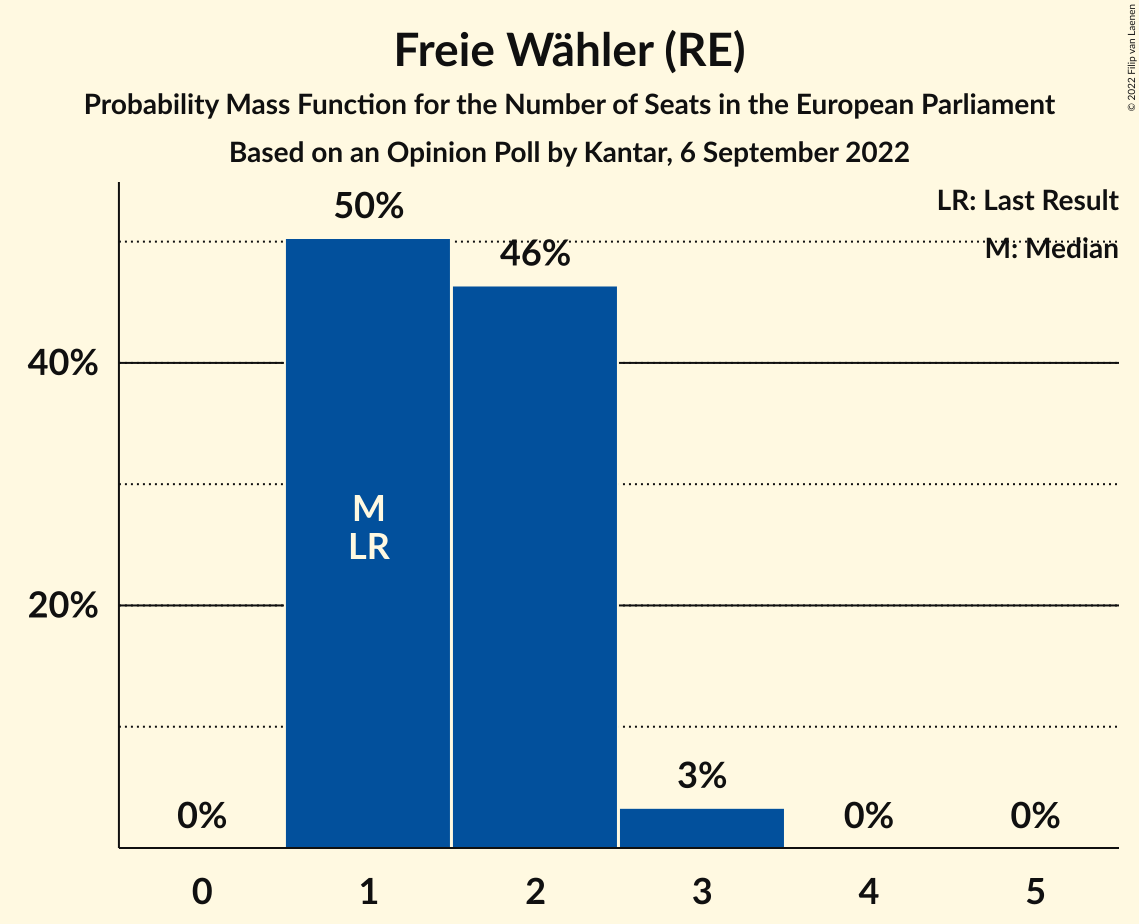 Freie Wähler (RE)
Probability Mass Function for the Number of Seats in the European Parliament
Based on an Opinion Poll by Kantar, 6 September 2022
© 2022 Filip van Laenen
LR: Last Result
M: Median
50%
46%
40%
20%
M
LR
0%
3%
0%
0%
0
1
2
3
4
5